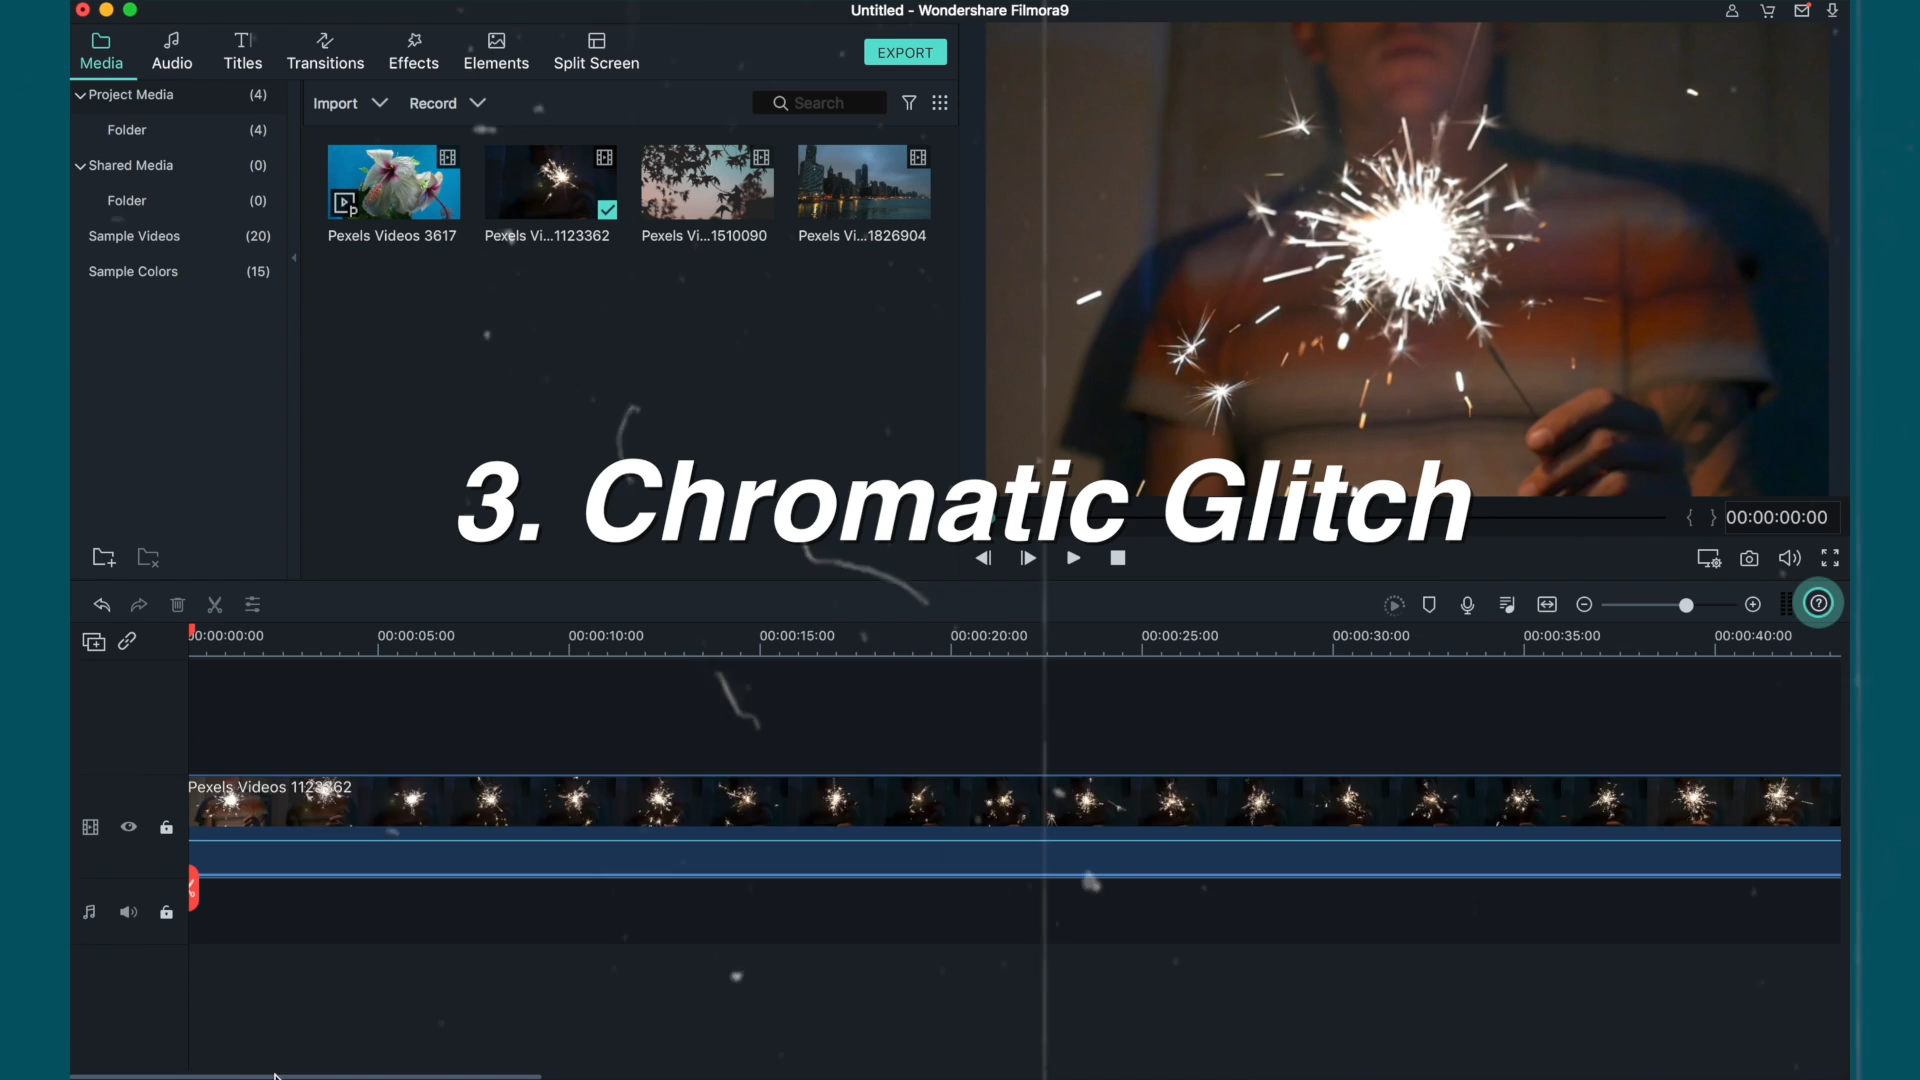 Untitled - Wondershare Filmora9
Media
Audio
Titles
Transitions
Effects
Elements
Split Screen
EXPORT
Project Media (4)
Folder (4)
Shared Media (0)
Folder (0)
Sample Videos (20)
Sample Colors (15)
Import
Record
Search
Pexels Videos 3617
Pexels Vi...1123362
Pexels Vi...1510090
Pexels Vi...1826904
3. Chromatic Glitch
{ } 00:00:00:00
00:00:00:00
00:00:05:00
00:00:10:00
00:00:15:00
00:00:20:00
00:00:25:00
00:00:30:00
00:00:35:00
00:00:40:00
Pexels Videos 1123362